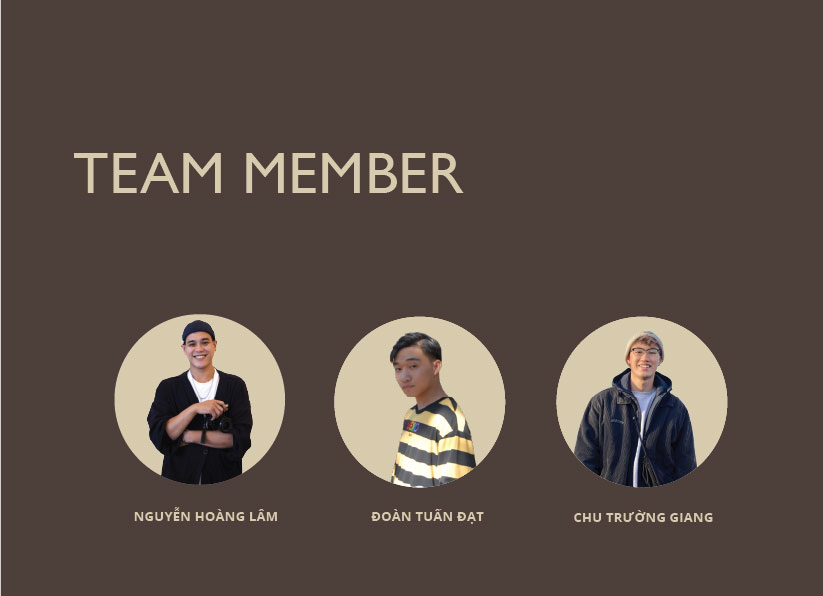 TEAM MEMBER
NGUYỄN HOÀNG LÂM
ĐOÀN TUẤN ĐẠT
CHU TRƯỜNG GIANG